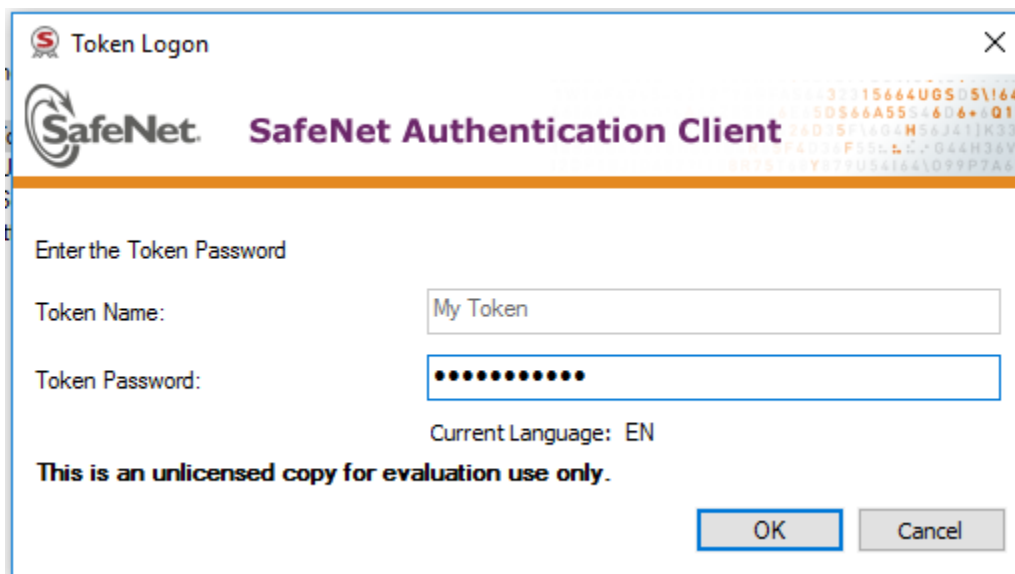 Token Logon
SafeNet.
SafeNet Authentication Client
Enter the Token Password
Token Name:
My Token
Token Password:
•••••••••••
Current Language: EN
This is an unlicensed copy for evaluation use only.
OK
Cancel